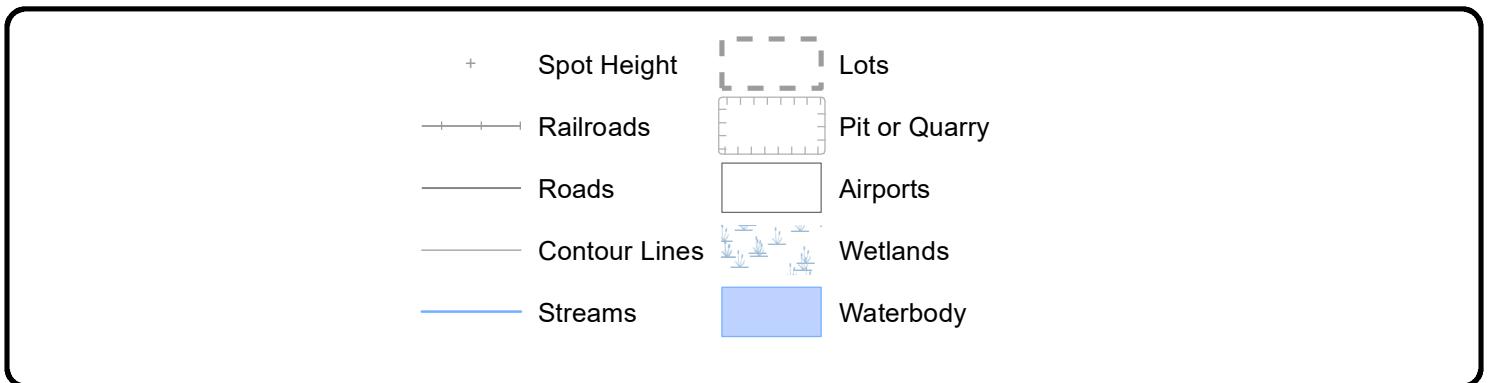 Spot Height
Railroads
Roads
Contour Lines
Streams
Lots
Pit or Quarry
Airports
Wetlands
Waterbody